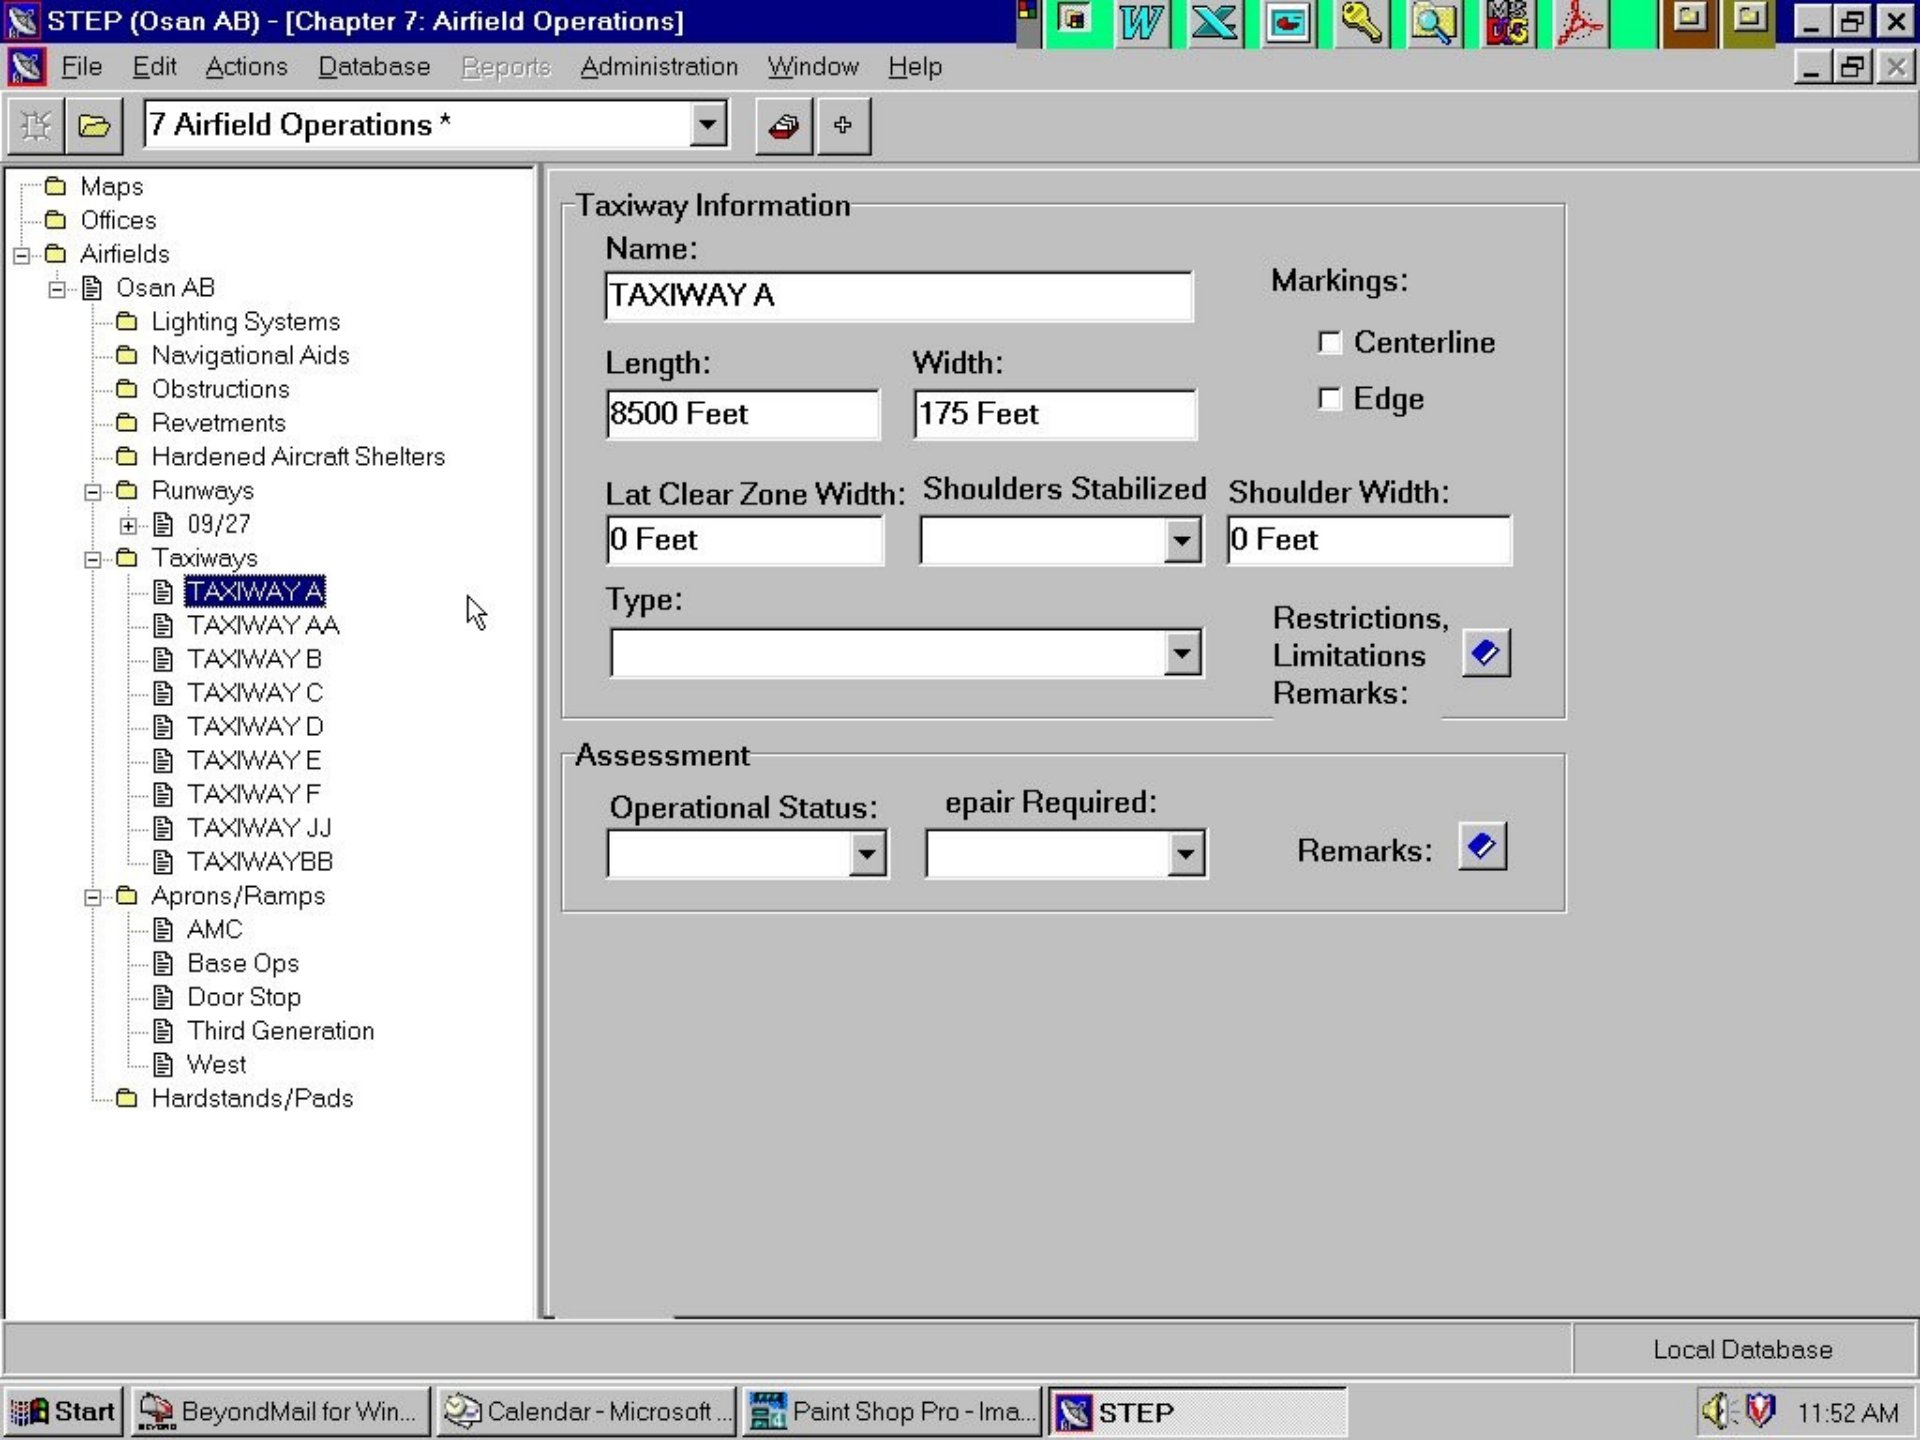 STEP (Osan AB) - [Chapter 7: Airfield Operations]
File Edit Actions Database Reports Administration Window Help
7 Airfield Operations *
Maps
Offices
Airfields
Osan AB
Lighting Systems
Navigational Aids
Obstructions
Revetments
Hardened Aircraft Shelters
Runways
09/27
Taxiways
TAXIWAY A
TAXIWAY AA
TAXIWAY B
TAXIWAY C
TAXIWAY D
TAXIWAY E
TAXIWAY F
TAXIWAY JJ
TAXIWAYBB
Aprons/Ramps
AMC
Base Ops
Door Stop
Third Generation
West
Hardstands/Pads
Taxiway Information
Name:
TAXIWAY A
Markings:
Centerline
Edge
Length: Width:
8500 Feet 175 Feet
Lat Clear Zone Width: Shoulders Stabilized Shoulder Width:
0 Feet 0 Feet
Type:
Restrictions,
Limitations
Remarks:
Assessment
Operational Status: epair Required:
Remarks:
Local Database
Start BeyondMail for Win... Calendar - Microsoft ... Paint Shop Pro - Ima... STEP 11:52 AM